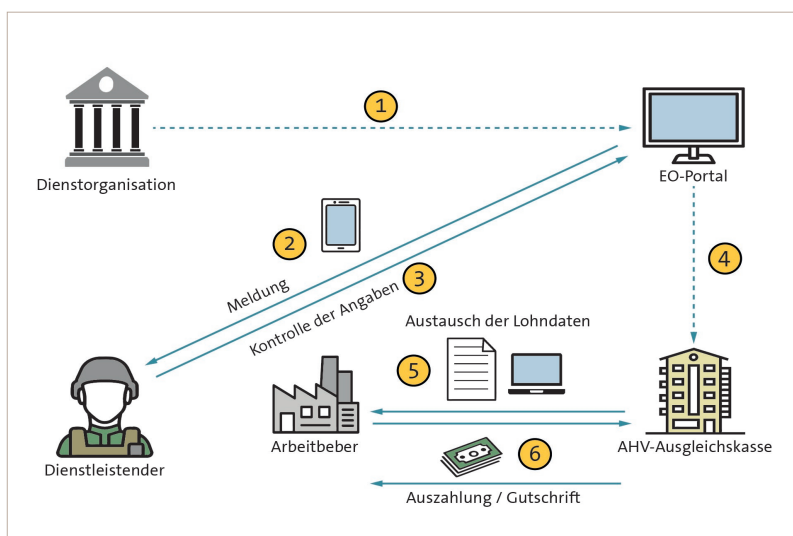 1
Dienstorganisation
EO-Portal
2
3
4
Meldung
Kontrolle der Angaben
Austausch der Lohndaten
5
Dienstleistender
Arbeitbeber
AHV-Ausgleichskasse
6
Auszahlung / Gutschrift